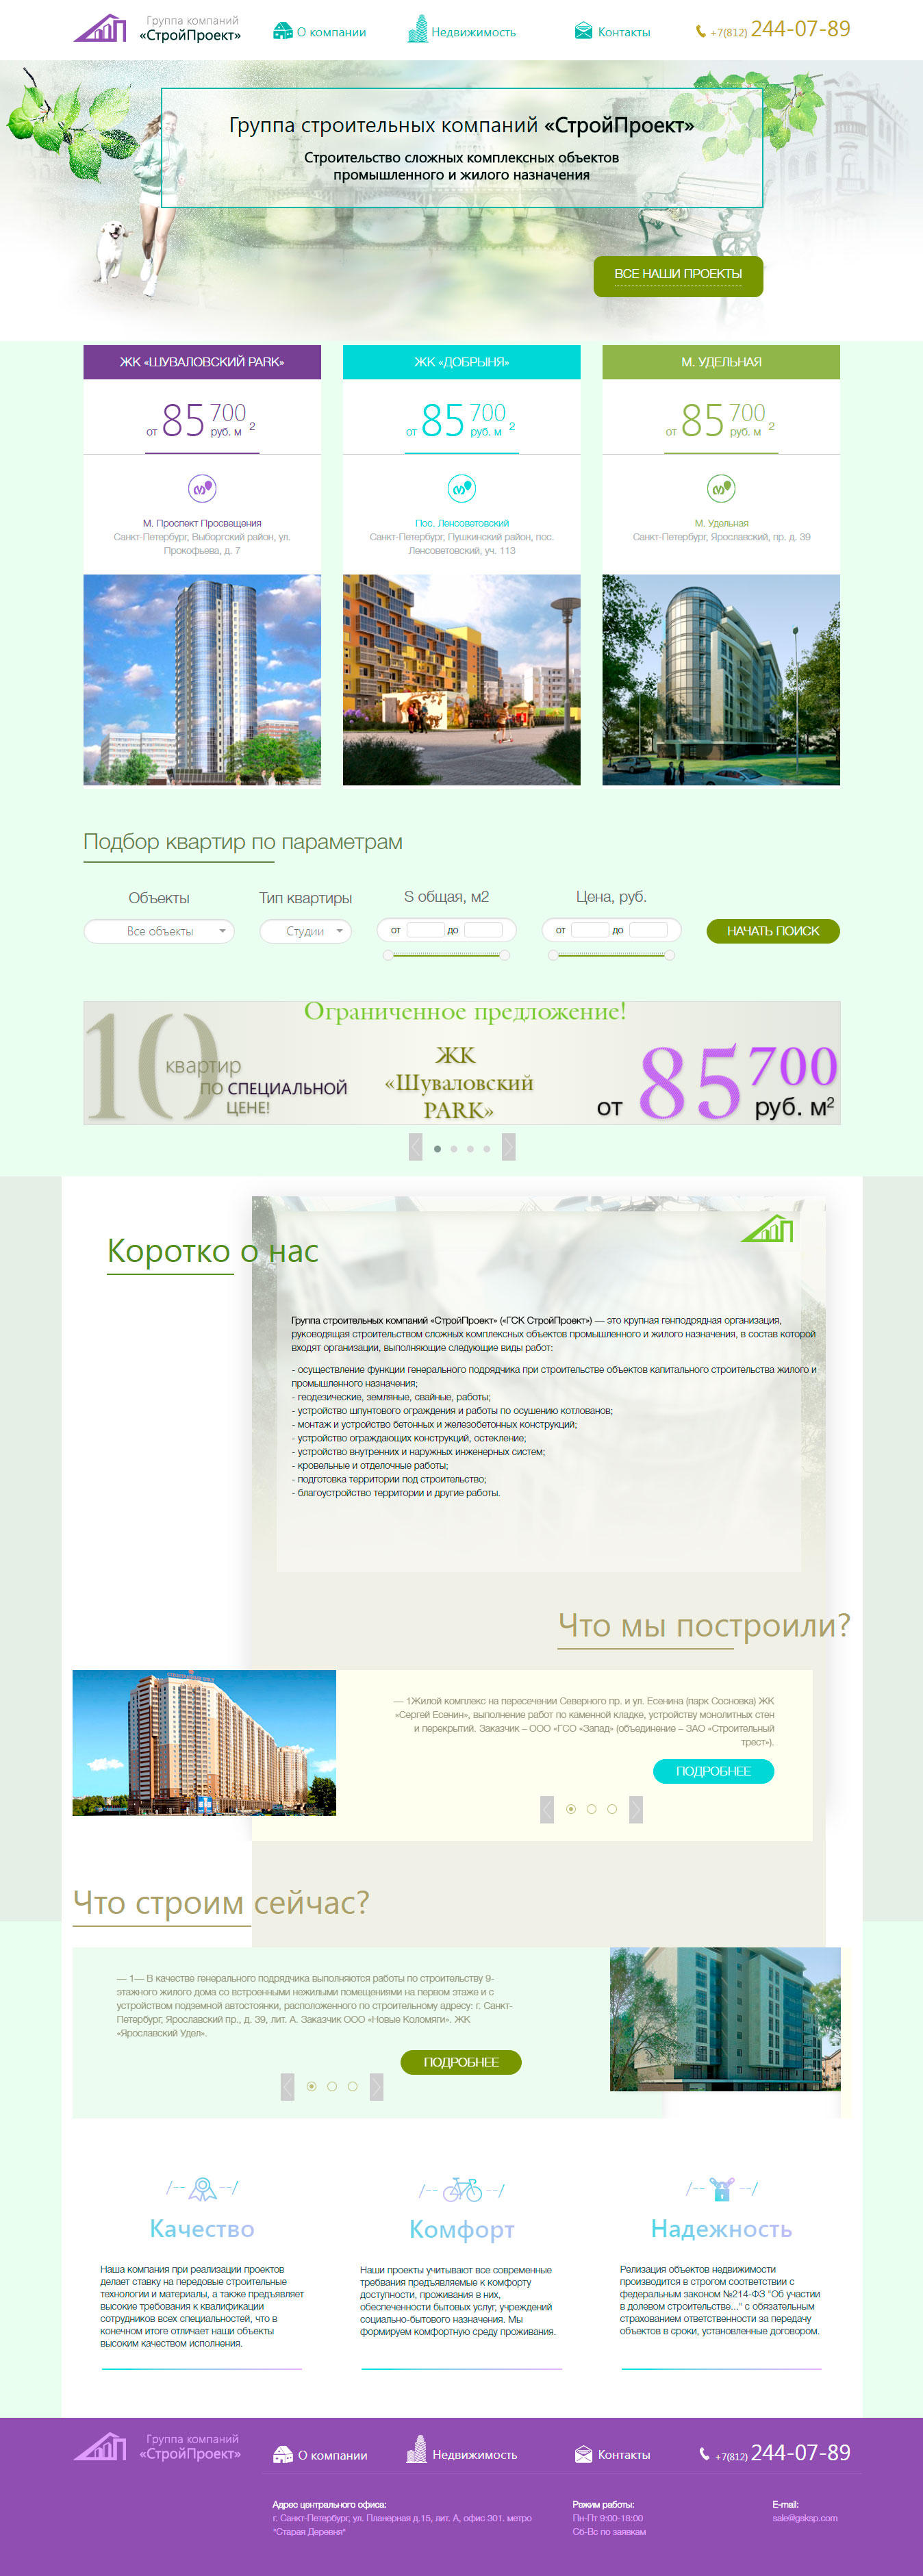 Группа компаний
«СтройПроект»
О компании
Недвижимость
Контакты
+7(812) 244-07-89
Группа строительных компаний «СтройПроект»
Строительство сложных комплексных объектов
промышленного и жилого назначения
ВСЕ НАШИ ПРОЕКТЫ
ЖК «ШУВАЛОВСКИЙ PARK»
от 85 700 руб. м 2
М. Проспект Просвещения
Санкт-Петербург, Выборгский район, ул.
Прокофьева, д. 7
ЖК «ДОБРЫНЯ»
от 85 700 руб. м 2
Пос. Ленсоветовский
Санкт-Петербург, Пушкинский район, пос.
Ленсоветовский, уч. 113
М. УДЕЛЬНАЯ
от 85 700 руб. м 2
М. Удельная
Санкт-Петербург, Ярославский, пр. д. 39
Подбор квартир по параметрам
Объекты
Тип квартиры
S общая, м2
Цена, руб.
Все объекты
Студии
от до
от до
НАЧАТЬ ПОИСК
10 квартир
ПО СПЕЦИАЛЬНОЙ
ЦЕНЕ!
Ограниченное предложение!
ЖК
«Шуваловский
PARK»
от 85 700 руб. м2
Коротко о нас
Группа строительных компаний «СтройПроект» («ГСК СтройПроект») — это крупная генподрядная организация,
руководящая строительством сложных комплексных объектов промышленного и жилого назначения, в состав которой
входят организации, выполняющие следующие виды работ:
- осуществление функции генерального подрядчика при строительстве объектов капитального строительства жилого и
промышленного назначения;
- геодезические, земляные, свайные, работы;
- устройство шпунтового ограждения и работы по осушению котлованов;
- монтаж и устройство бетонных и железобетонных конструкций;
- устройство ограждающих конструкций, остекление;
- устройство внутренних и наружных инженерных систем;
- кровельные и отделочные работы;
- подготовка территории под строительство;
- благоустройство территории и другие работы.
Что мы построили?
— 1Жилой комплекс на пересечении Северного пр. и ул. Есенина (парк Сосновка) ЖК
«Сергей Есенин», выполнение работ по каменной кладке, устройству монолитных стен
и перекрытий. Заказчик – ООО «ГСО «Запад» (объединение – ЗАО «Строительный
трест»).
ПОДРОБНЕЕ
Что строим сейчас?
— 1— В качестве генерального подрядчика выполняются работы по строительству 9-
этажного жилого дома со встроенными нежилыми помещениями на первом этаже и с
устройством подземной автостоянки, расположенного по строительному адресу: г. Санкт-
Петербург, Ярославский пр., д. 39, лит. А. Заказчик ООО «Новые Коломяги». ЖК
«Ярославский Удел».
ПОДРОБНЕЕ
Качество
Наша компания при реализации проектов
делает ставку на передовые строительные
технологии и материалы, а также предъявляет
высокие требования к квалификации
сотрудников всех специальностей, что в
конечном итоге отличает наши объекты
высоким качеством исполнения.
Комфорт
Наши проекты учитывают все современные
требвания предъявляемые к комфорту
доступности, проживания в них,
обеспеченности бытовых услуг, учреждений
социально-бытового назначения. Мы
формируем комфортную среду проживания.
Надежность
Релизация объектов недвижимости
производится в строгом соответствии с
федеральным законом №214-ФЗ "Об участии
в долевом строительстве..." с обязательным
страхованием ответственности за передачу
объектов в сроки, установленные договором.
Группа компаний
«СтройПроект»
О компании
Недвижимость
Контакты
+7(812) 244-07-89
Адрес центрального офиса:
г. Санкт-Петербург, ул. Планерная д.15, лит. А, офис 301. метро
"Старая Деревня"
Режим работы:
Пн-Пт 9:00-18:00
Сб-Вс по заявкам
E-mail:
sale@gsksp.com